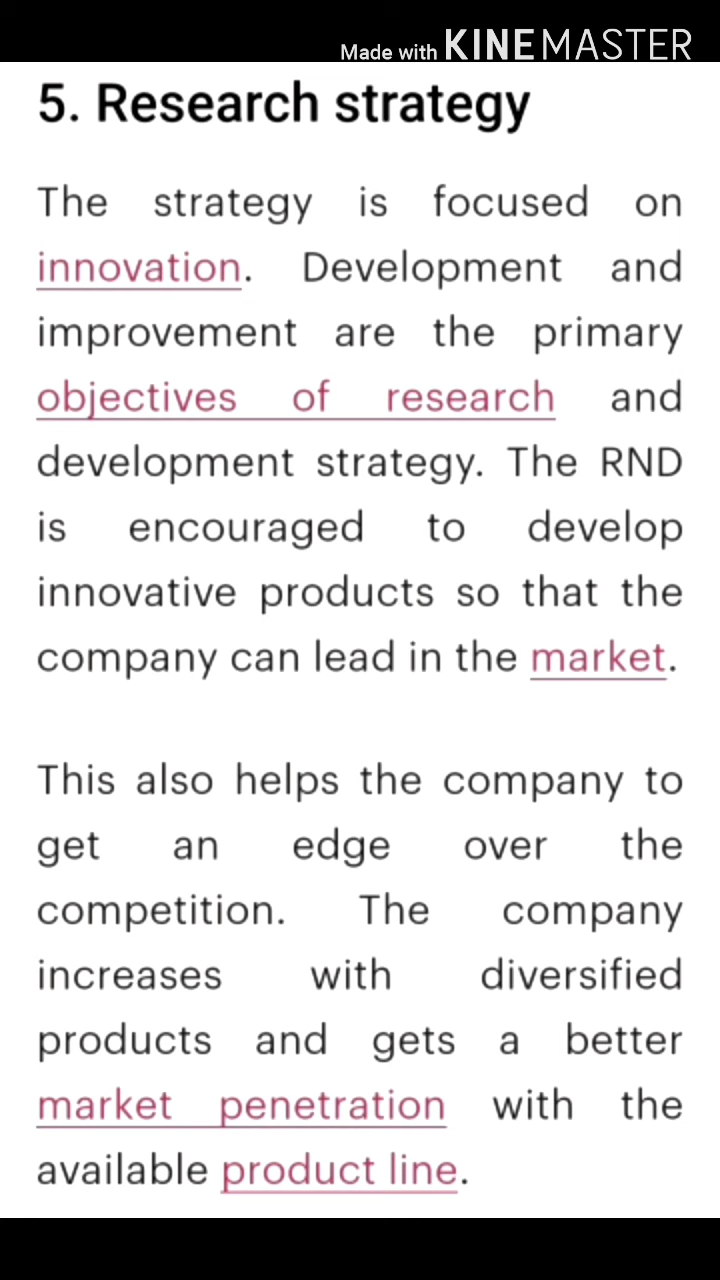 Made with KINEMASTER
5. Research strategy
The strategy is focused on
innovation. Development and
improvement are the primary
objectives of research and
development strategy. The RND
is encouraged to develop
innovative products so that the
company can lead in the market.
This also helps the company to
get an edge over the
competition. The company
increases with diversified
products and gets a better
market penetration with the
available product line.